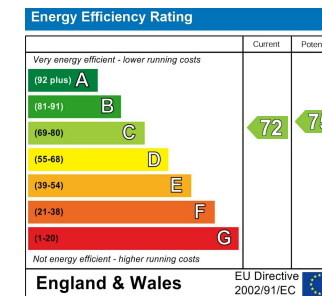 Energy Efficiency Rating
Current
Very energy efficient - lower running costs
(92 plus) A
(81-91) B
(69-80) C
72
(55-68) D
(39-54) E
(21-38) F
(1-20) G
Not energy efficient - higher running costs
England & Wales
EU Directive
2002/91/EC